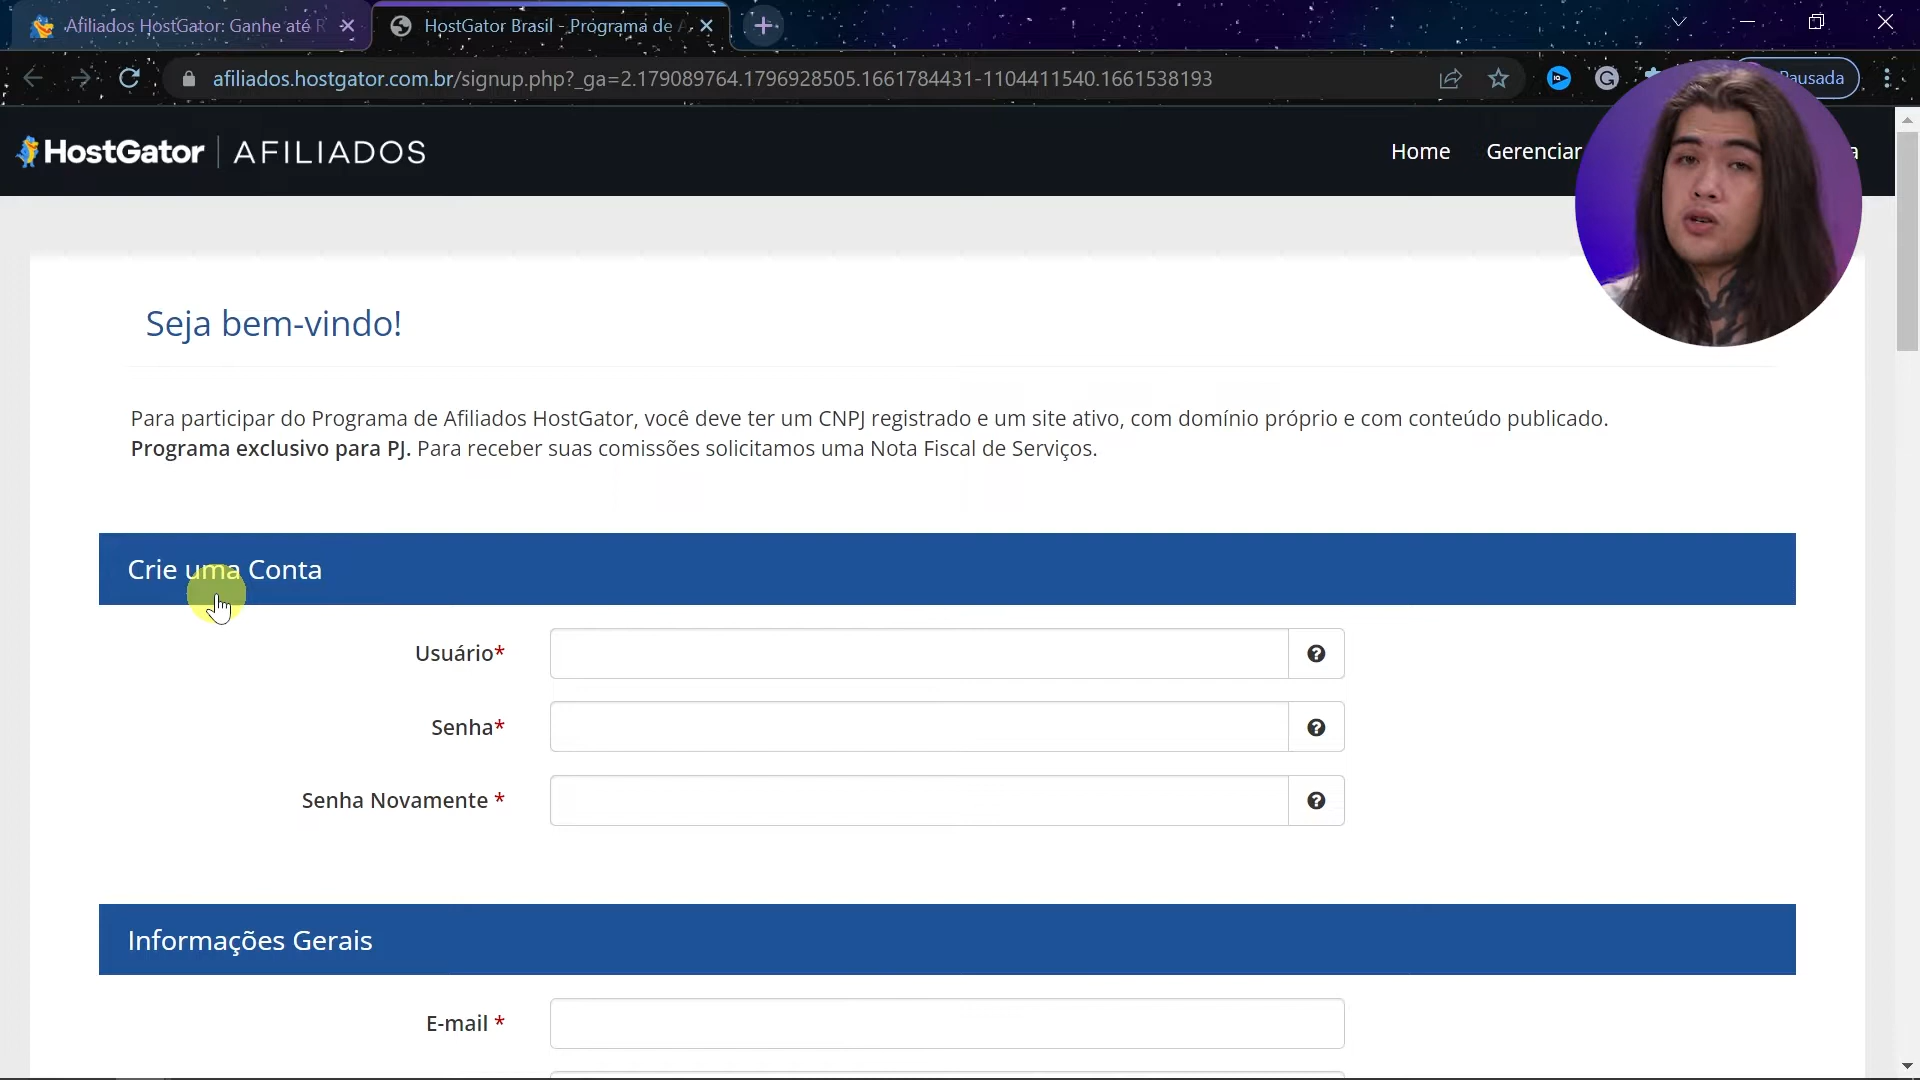 Afiliados HostGator: Ganhe até R
HostGator Brasil - Programa de A
afiliados.hostgator.com.br/signup.php?_ga=2.179089764.1796928505.1661784431-1104411540.1661538193
Pausada
HostGator | AFILIADOS
Home Gerenciar
Seja bem-vindo!
Para participar do Programa de Afiliados HostGator, você deve ter um CNPJ registrado e um site ativo, com domínio próprio e com conteúdo publicado.
Programa exclusivo para PJ. Para receber suas comissões solicitamos uma Nota Fiscal de Serviços.
Crie uma Conta
Usuário*
Senha*
Senha Novamente *
Informações Gerais
E-mail *